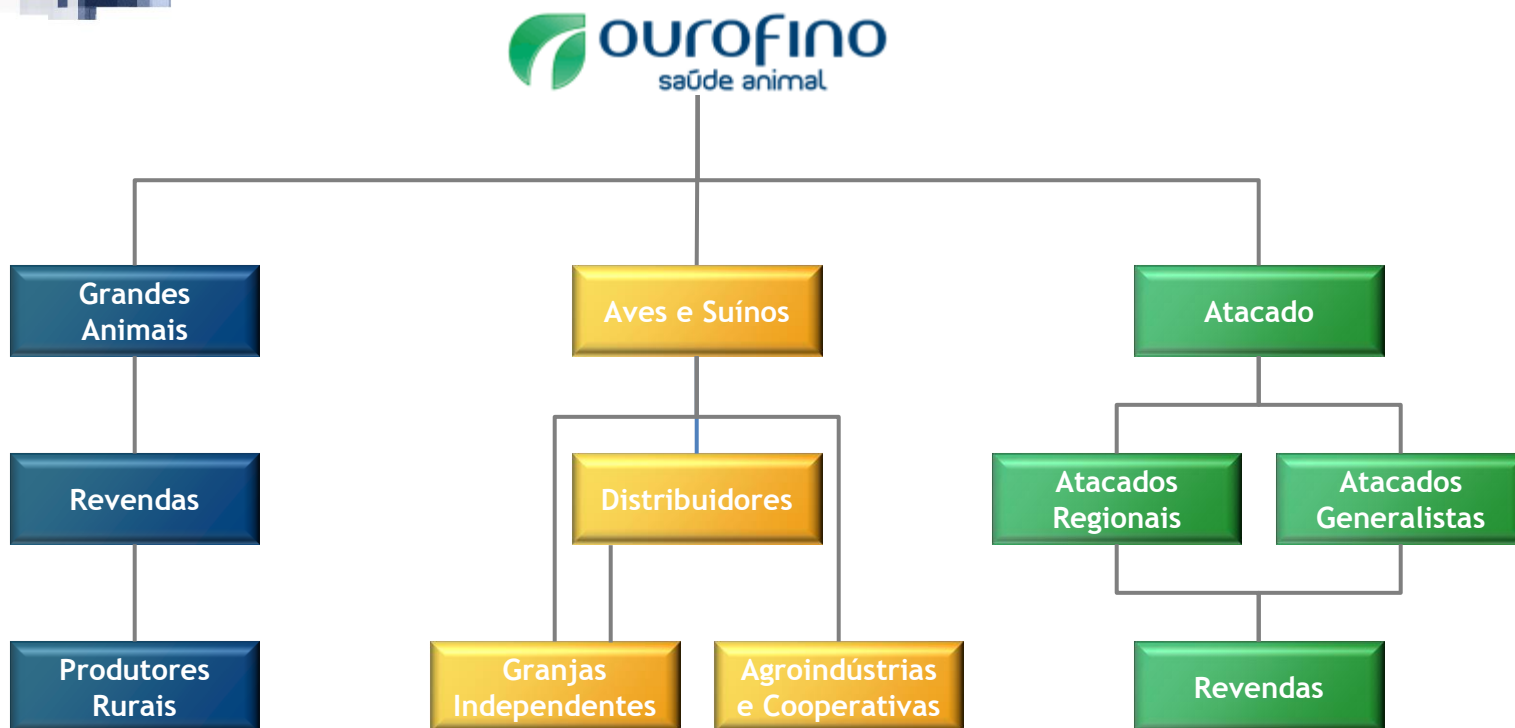 ourofino
saúde animal
Grandes
Animais
Aves e Suínos
Atacado
Revendas
Distribuidores
Atacados
Regionais
Atacados
Generalistas
Produtores
Rurais
Granjas
Independentes
Agroindústrias
e Cooperativas
Revendas